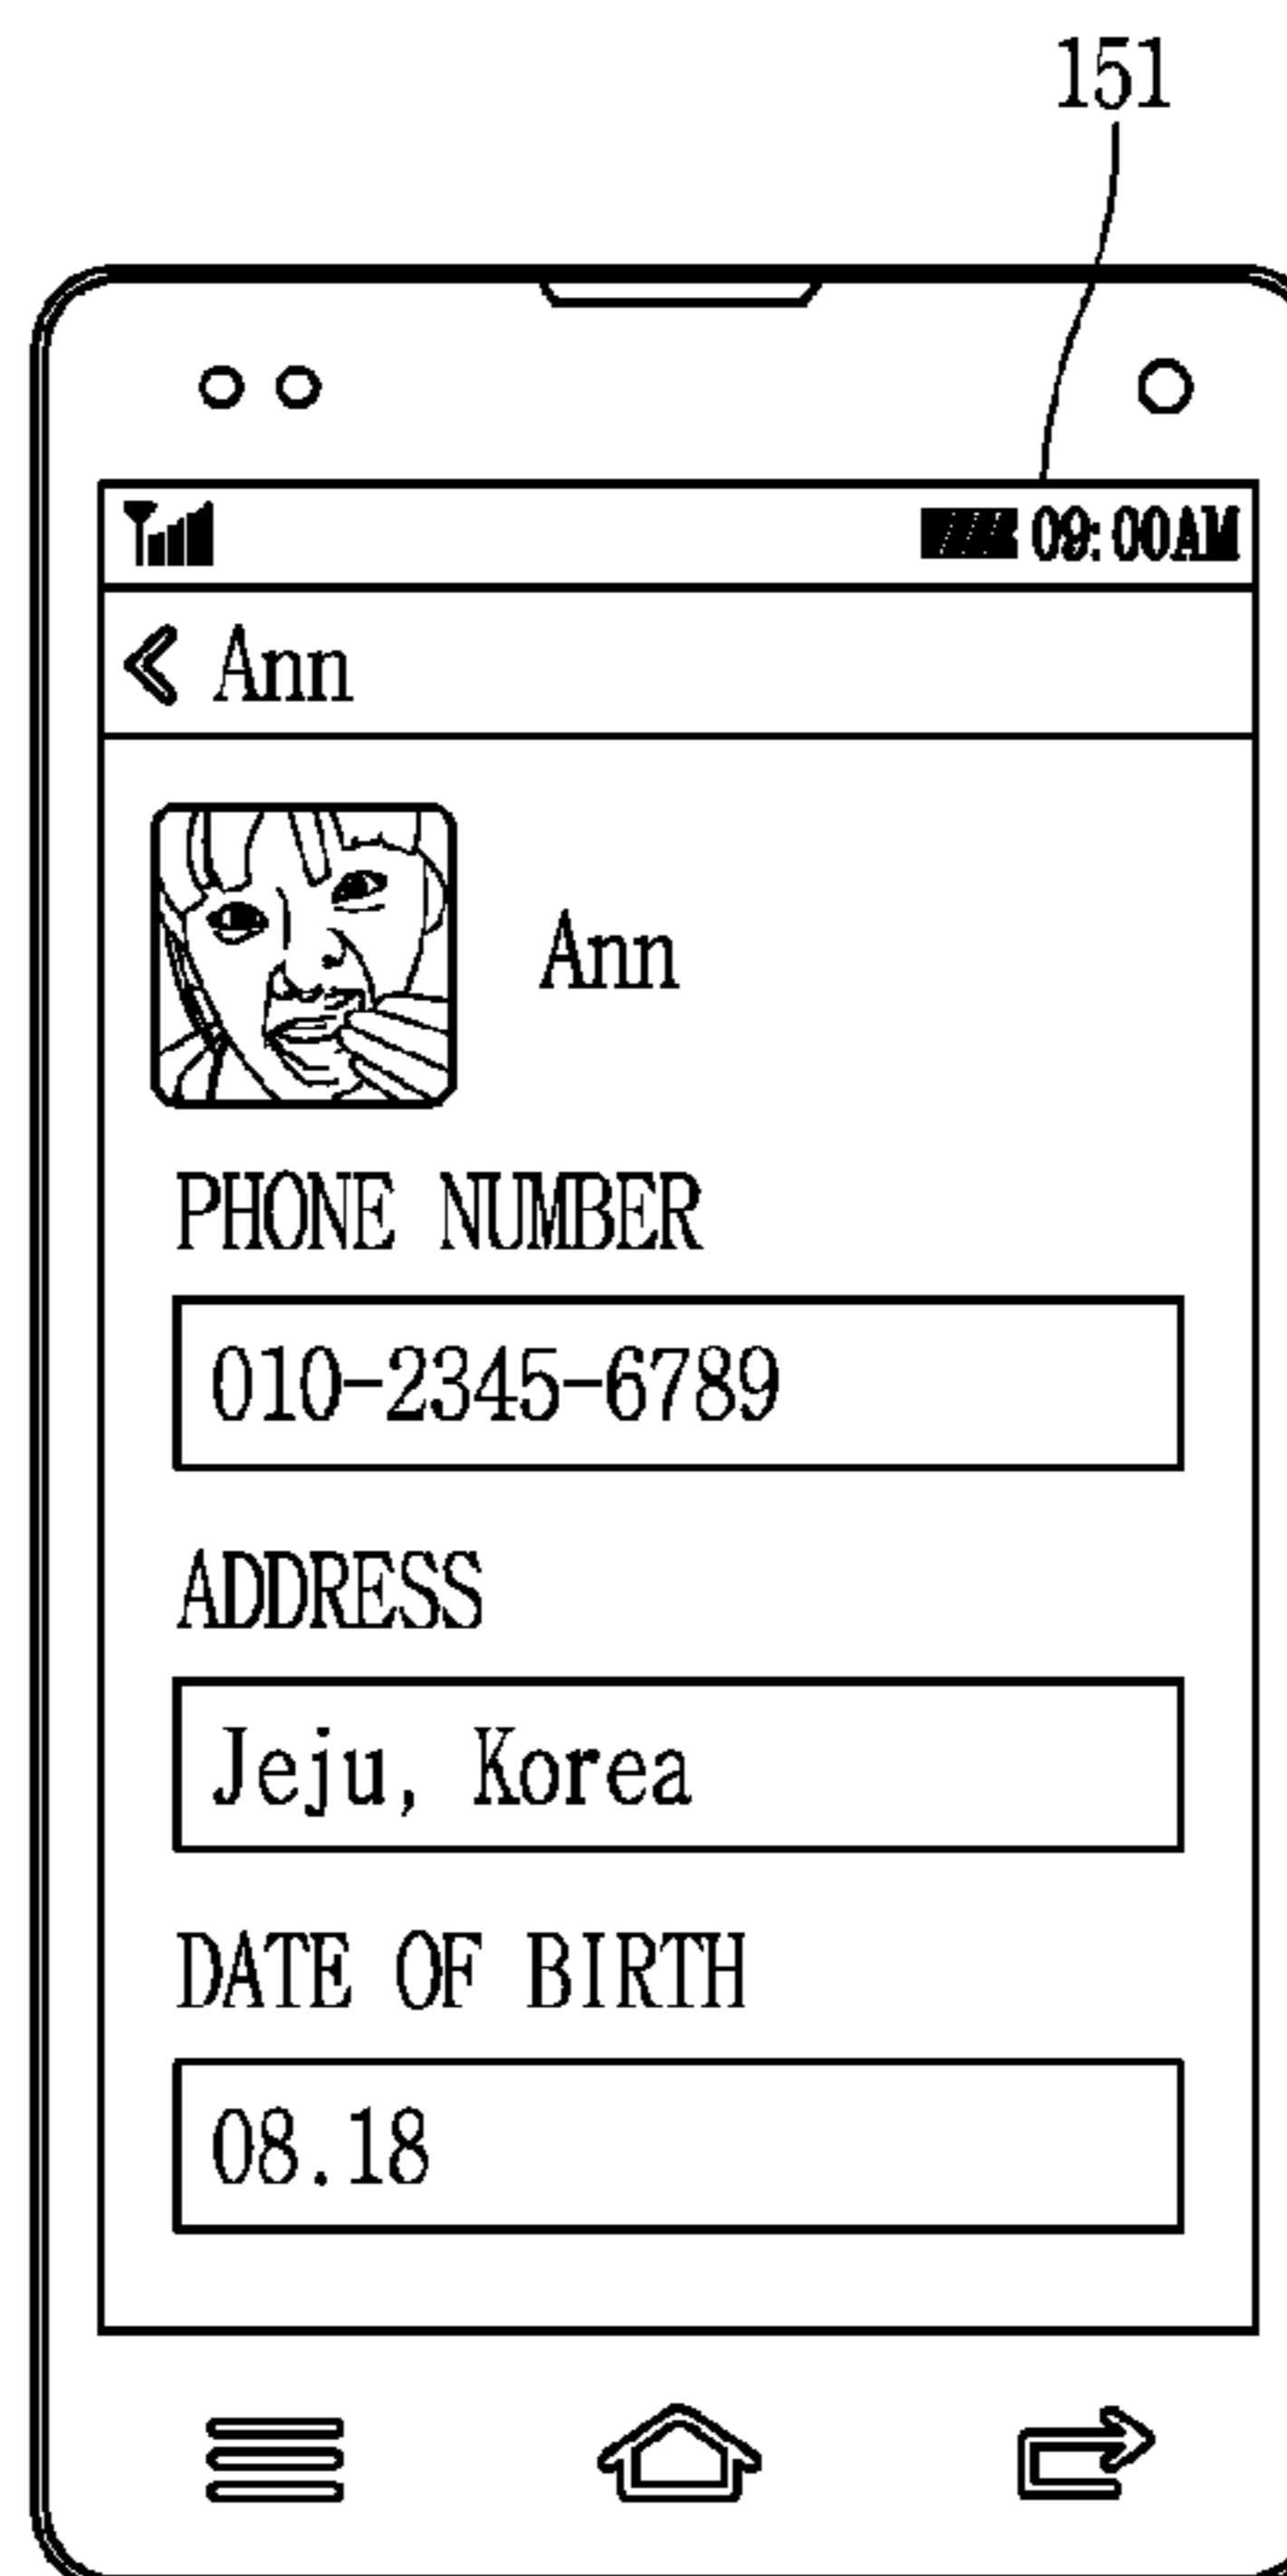 151
09:00AM
Ann
Ann
PHONE NUMBER
010-2345-6789
ADDRESS
Jeju, Korea
DATE OF BIRTH
08.18